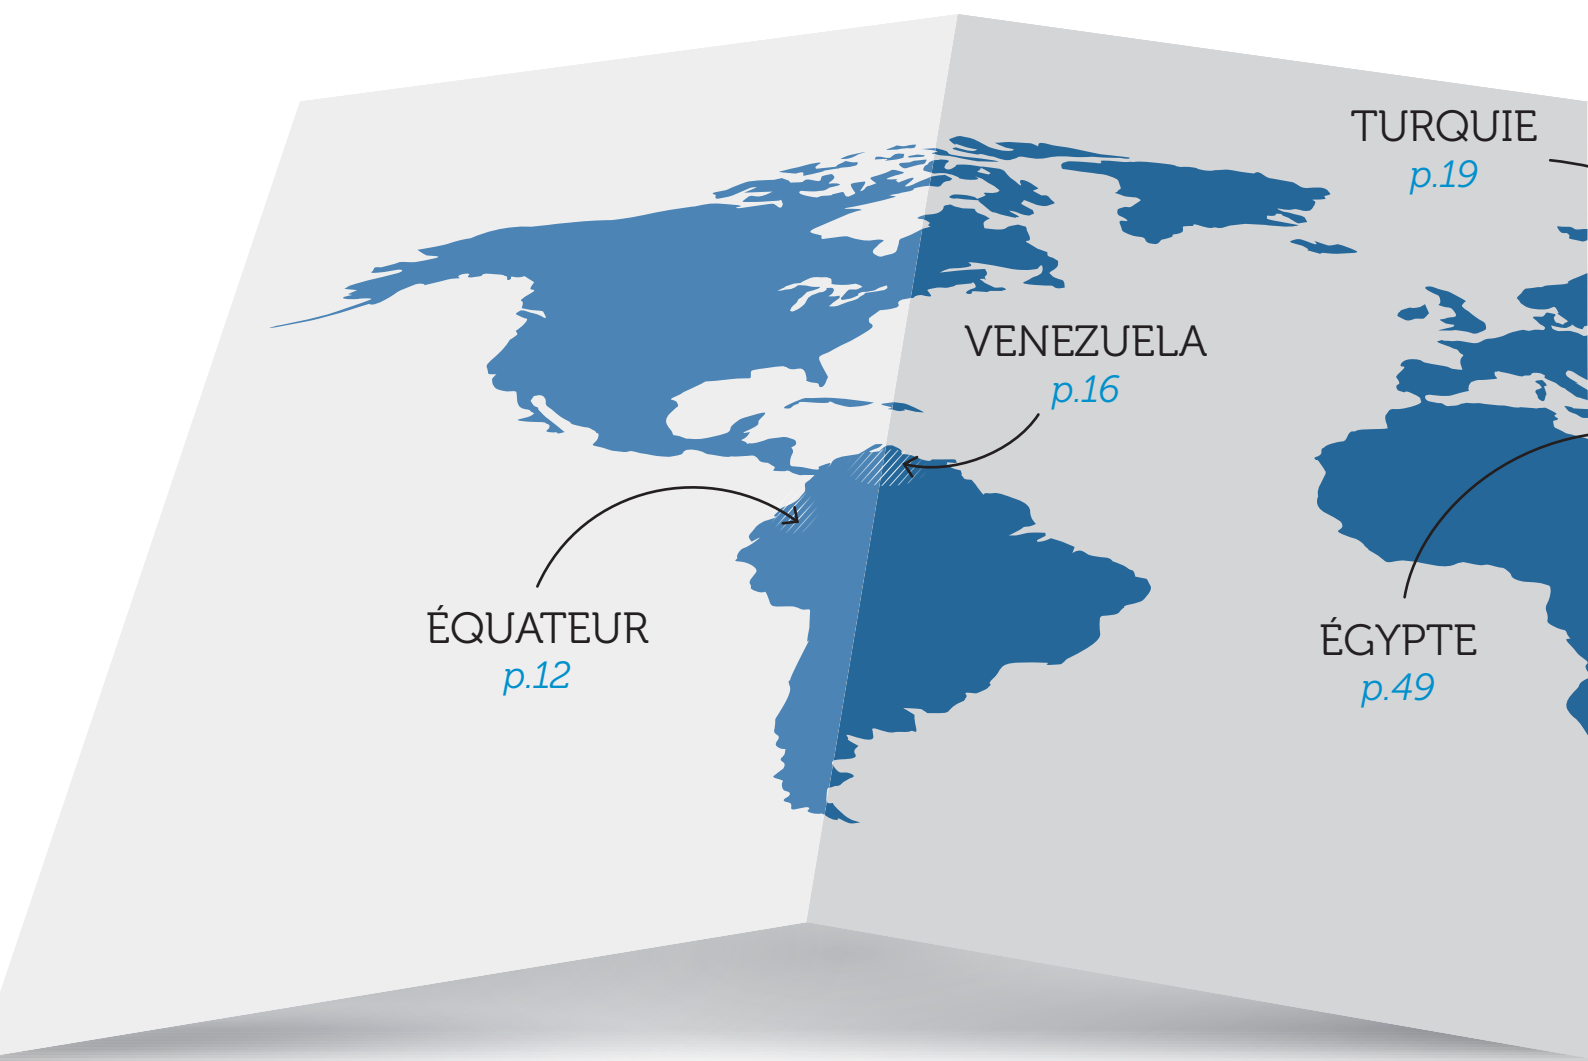 TURQUIE
p.19
VENEZUELA
p.16
ÉQUATEUR
p.12
ÉGYPTE
p.49